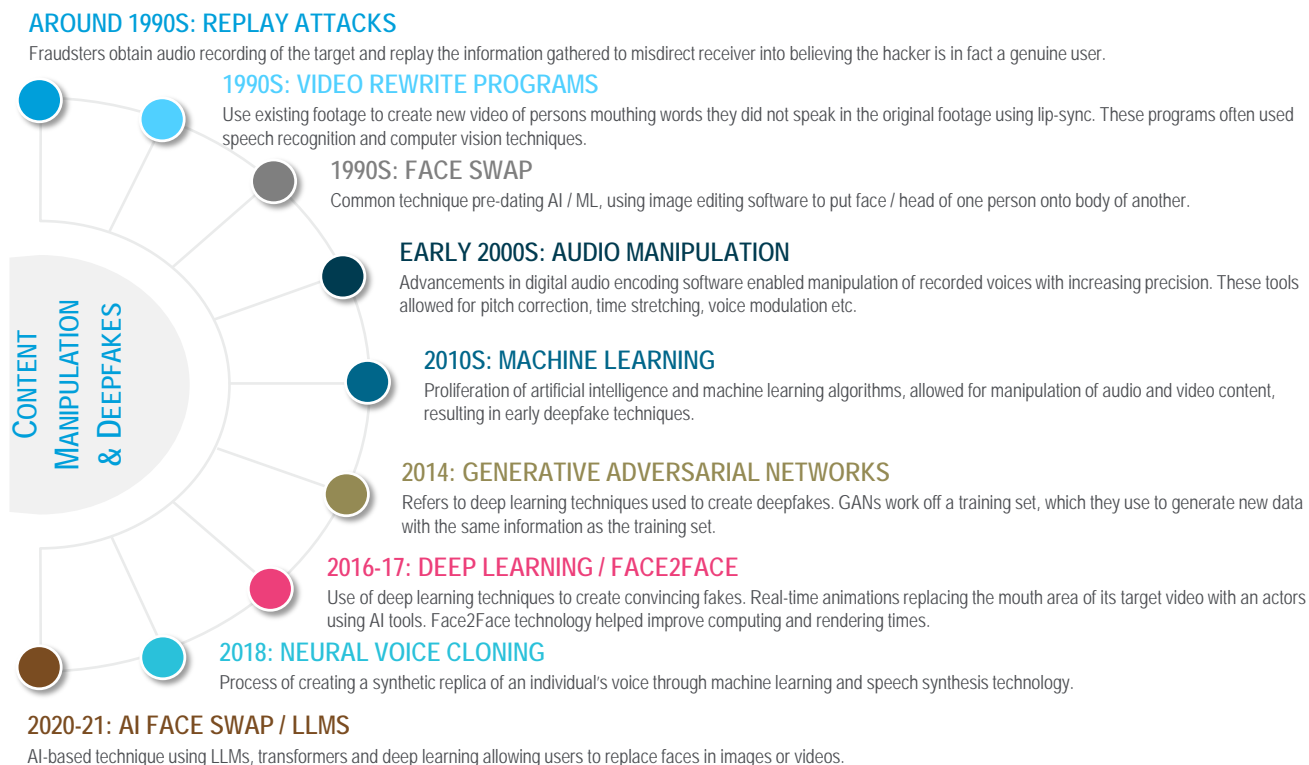 AROUND 1990S: REPLAY ATTACKS
Fraudsters obtain audio recording of the target and replay the information gathered to misdirect receiver into believing the hacker is in fact a genuine user.
1990S: VIDEO REWRITE PROGRAMS
Use existing footage to create new video of persons mouthing words they did not speak in the original footage using lip-sync. These programs often used
speech recognition and computer vision techniques.
1990S: FACE SWAP
Common technique pre-dating AI / ML, using image editing software to put face / head of one person onto body of another.
EARLY 2000S: AUDIO MANIPULATION
Advancements in digital audio encoding software enabled manipulation of recorded voices with increasing precision. These tools
allowed for pitch correction, time stretching, voice modulation etc.
CONTENT
MANIPULATION
& DEEPFAKES
2010S: MACHINE LEARNING
Proliferation of artificial intelligence and machine learning algorithms, allowed for manipulation of audio and video content,
resulting in early deepfake techniques.
2014: GENERATIVE ADVERSARIAL NETWORKS
Refers to deep learning techniques used to create deepfakes. GANs work off a training set, which they use to generate new data
with the same information as the training set.
2016-17: DEEP LEARNING / FACE2FACE
Use of deep learning techniques to create convincing fakes. Real-time animations replacing the mouth area of its target video with an actors
using AI tools. Face2Face technology helped improve computing and rendering times.
2018: NEURAL VOICE CLONING
Process of creating a synthetic replica of an individual's voice through machine learning and speech synthesis technology.
2020-21: AI FACE SWAP / LLMS
AI-based technique using LLMs, transformers and deep learning allowing users to replace faces in images or videos.